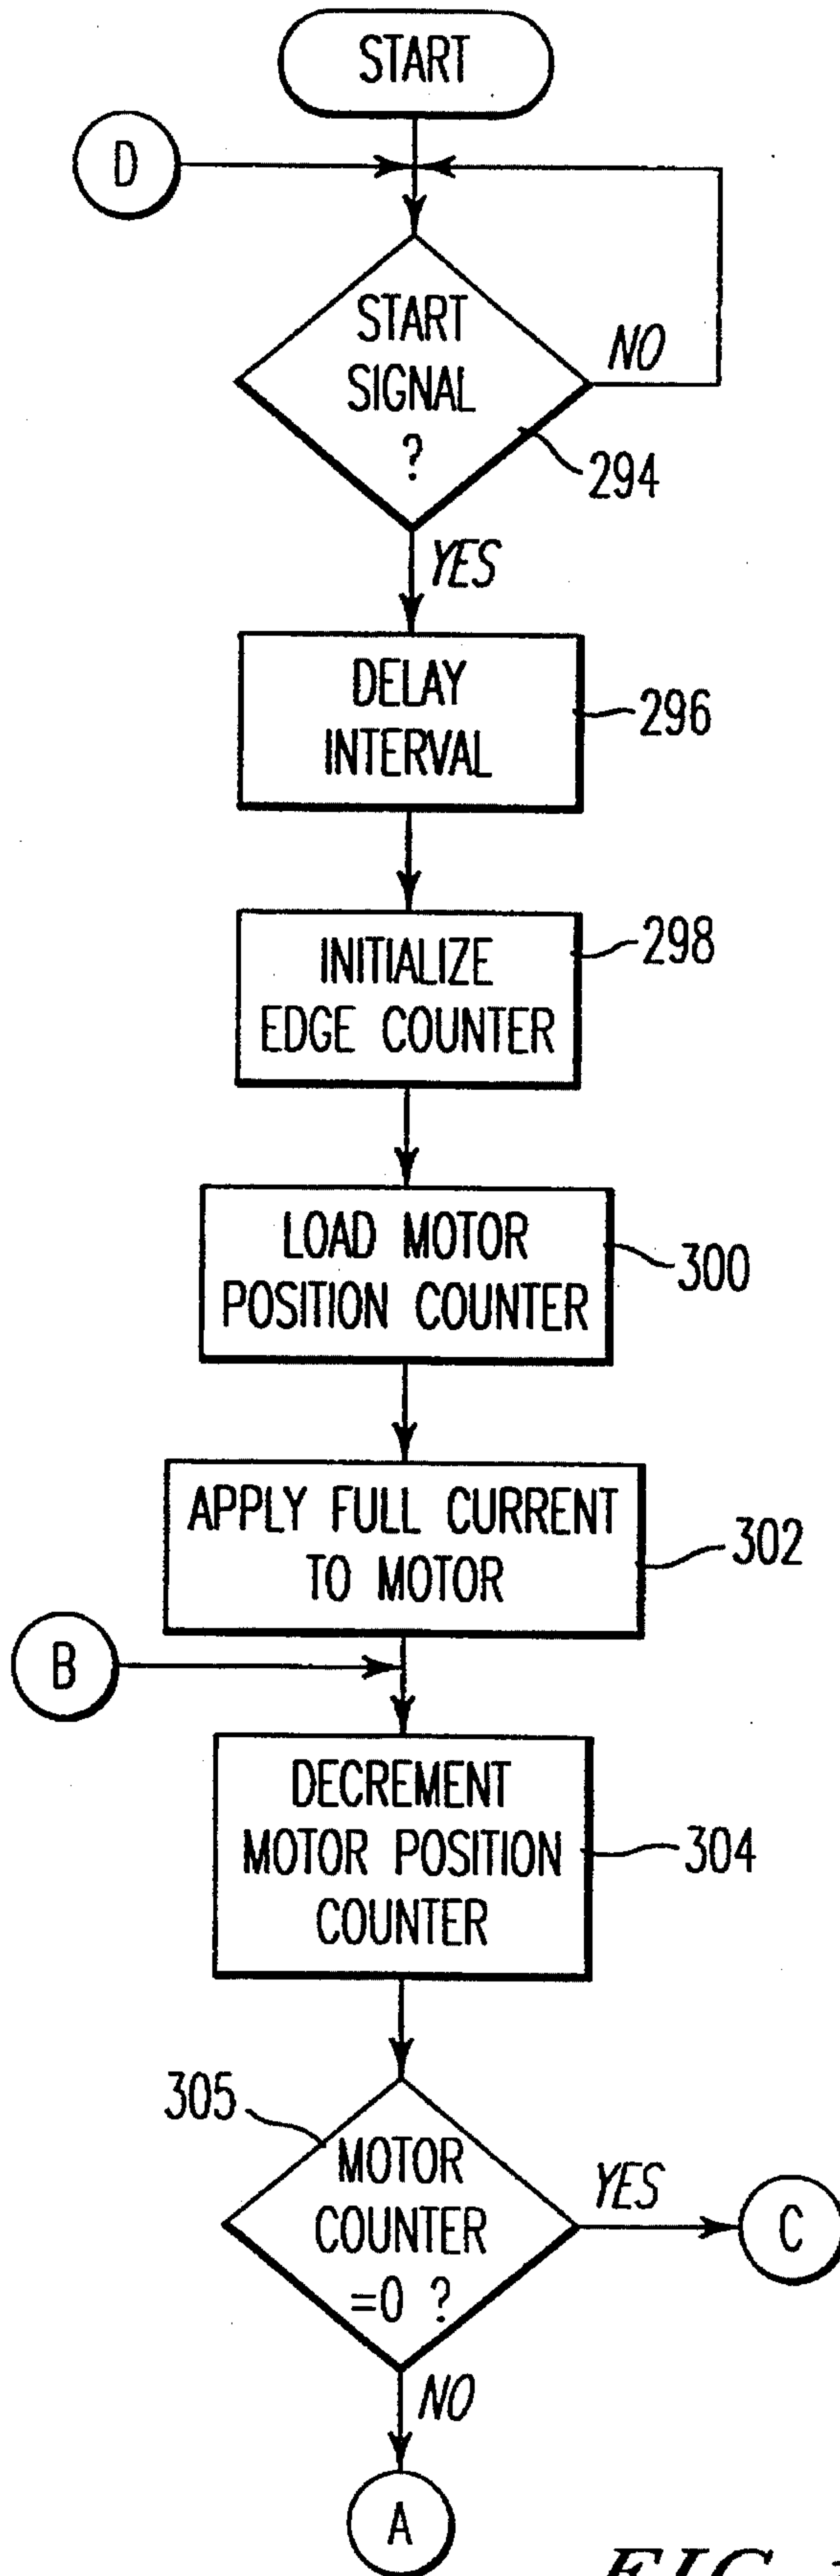 START
D
START
SIGNAL
?
NO
294
YES
DELAY
INTERVAL
296
INITIALIZE
EDGE COUNTER
298
LOAD MOTOR
POSITION COUNTER
300
APPLY FULL CURRENT
TO MOTOR
302
B
DECREMENT
MOTOR POSITION
COUNTER
304
305
MOTOR
COUNTER
=0 ?
YES
C
NO
A